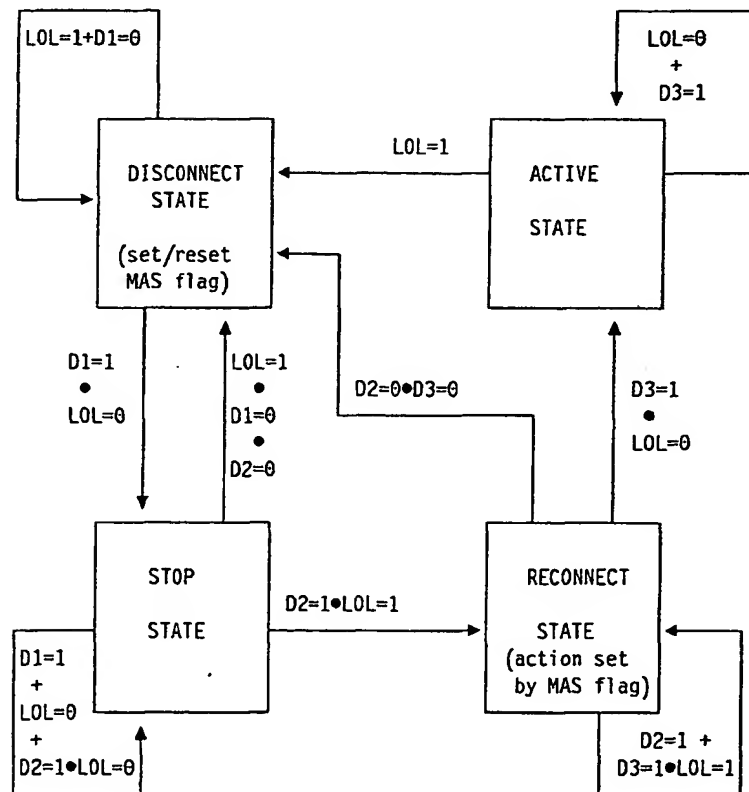 LOL=1+D1=0
DISCONNECT
STATE
(set/reset
MAS flag)
LOL=1
LOL=0
+
D3=1
ACTIVE
STATE
D1=1
●
LOL=0
LOL=1
●
D1=0
●
D2=0
D2=0●D3=0
D3=1
●
LOL=0
STOP
STATE
D2=1●LOL=1
RECONNECT
STATE
(action set
by MAS flag)
D1=1
+
LOL=0
+
D2=1●LOL=0
D2=1 +
D3=1●LOL=1